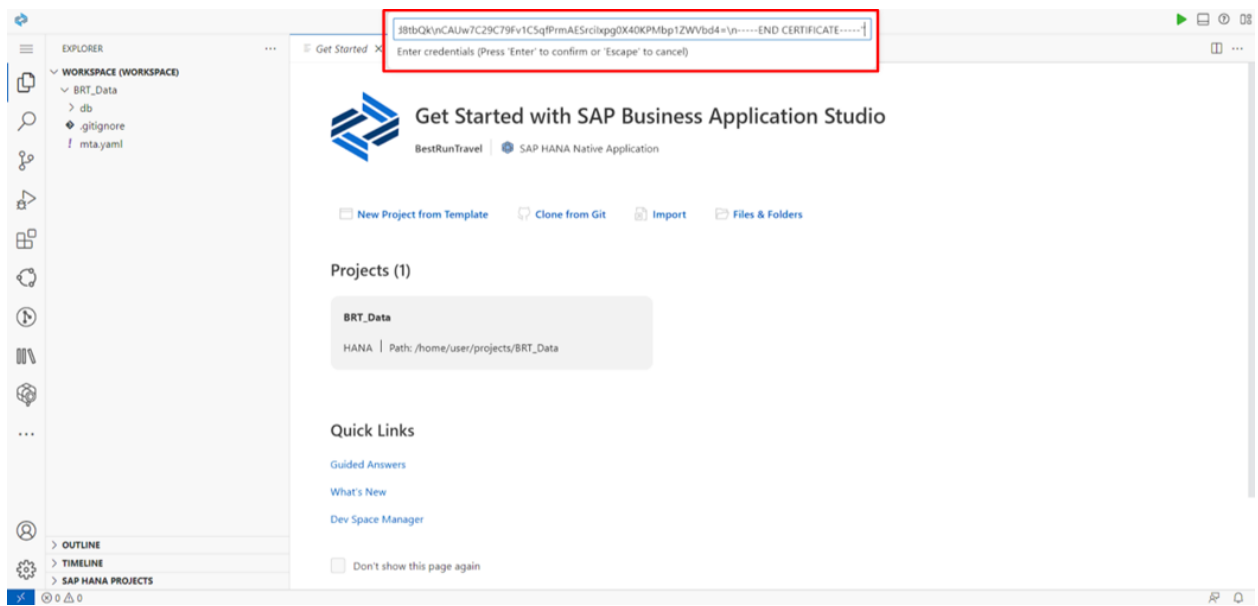 38tbQk\nCAUw7C29C79Fv1C5qfPrmAESrcilxpg0X40KPMbp1ZWVbd4=\n-----END CERTIFICATE-----"
Enter credentials (Press 'Enter' to confirm or 'Escape' to cancel)
EXPLORER
Get Started
WORKSPACE (WORKSPACE)
BRT_Data
db
.gitignore
! mta.yaml
Get Started with SAP Business Application Studio
BestRunTravel
SAP HANA Native Application
New Project from Template
Clone from Git
Import
Files & Folders
Projects (1)
BRT_Data
HANA | Path: /home/user/projects/BRT_Data
Quick Links
Guided Answers
What's New
Dev Space Manager
Don't show this page again
OUTLINE
TIMELINE
SAP HANA PROJECTS
0 0